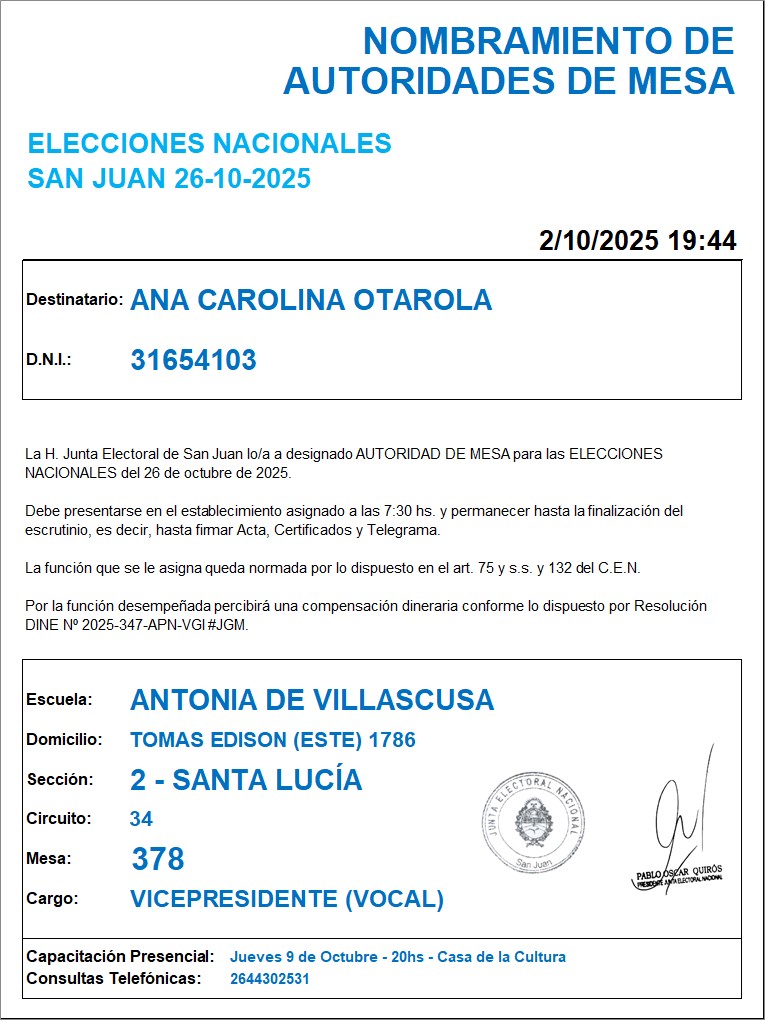 NOMBRAMIENTO DE
AUTORIDADES DE MESA
ELECCIONES NACIONALES
SAN JUAN 26-10-2025
2/10/2025 19:44
Destinatario: ANA CAROLINA OTAROLA
D.N.I.: 31654103
La H. Junta Electoral de San Juan lo/a a designado AUTORIDAD DE MESA para las ELECCIONES
NACIONALES del 26 de octubre de 2025.
Debe presentarse en el establecimiento asignado a las 7:30 hs. y permanecer hasta la finalización del
escrutinio, es decir, hasta firmar Acta, Certificados y Telegrama.
La función que se le asigna queda normada por lo dispuesto en el art. 75 y s.s. y 132 del C.E.N.
Por la función desempeñada percibirá una compensación dineraria conforme lo dispuesto por Resolución
DINE Nº 2025-347-APN-VGI#JGM.
Escuela: ANTONIA DE VILLASCUSA
Domicilio: TOMAS EDISON (ESTE) 1786
Sección: 2 - SANTA LUCÍA
Circuito: 34
Mesa: 378
Cargo: VICEPRESIDENTE (VOCAL)
JUNTA ELECTORAL NACIONAL
San Juan
PABLO OSCAR QUIRÓS
PRESIDENTE JUNTA ELECTORAL NACIONAL
Capacitación Presencial: Jueves 9 de Octubre - 20hs - Casa de la Cultura
Consultas Telefónicas: 2644302531